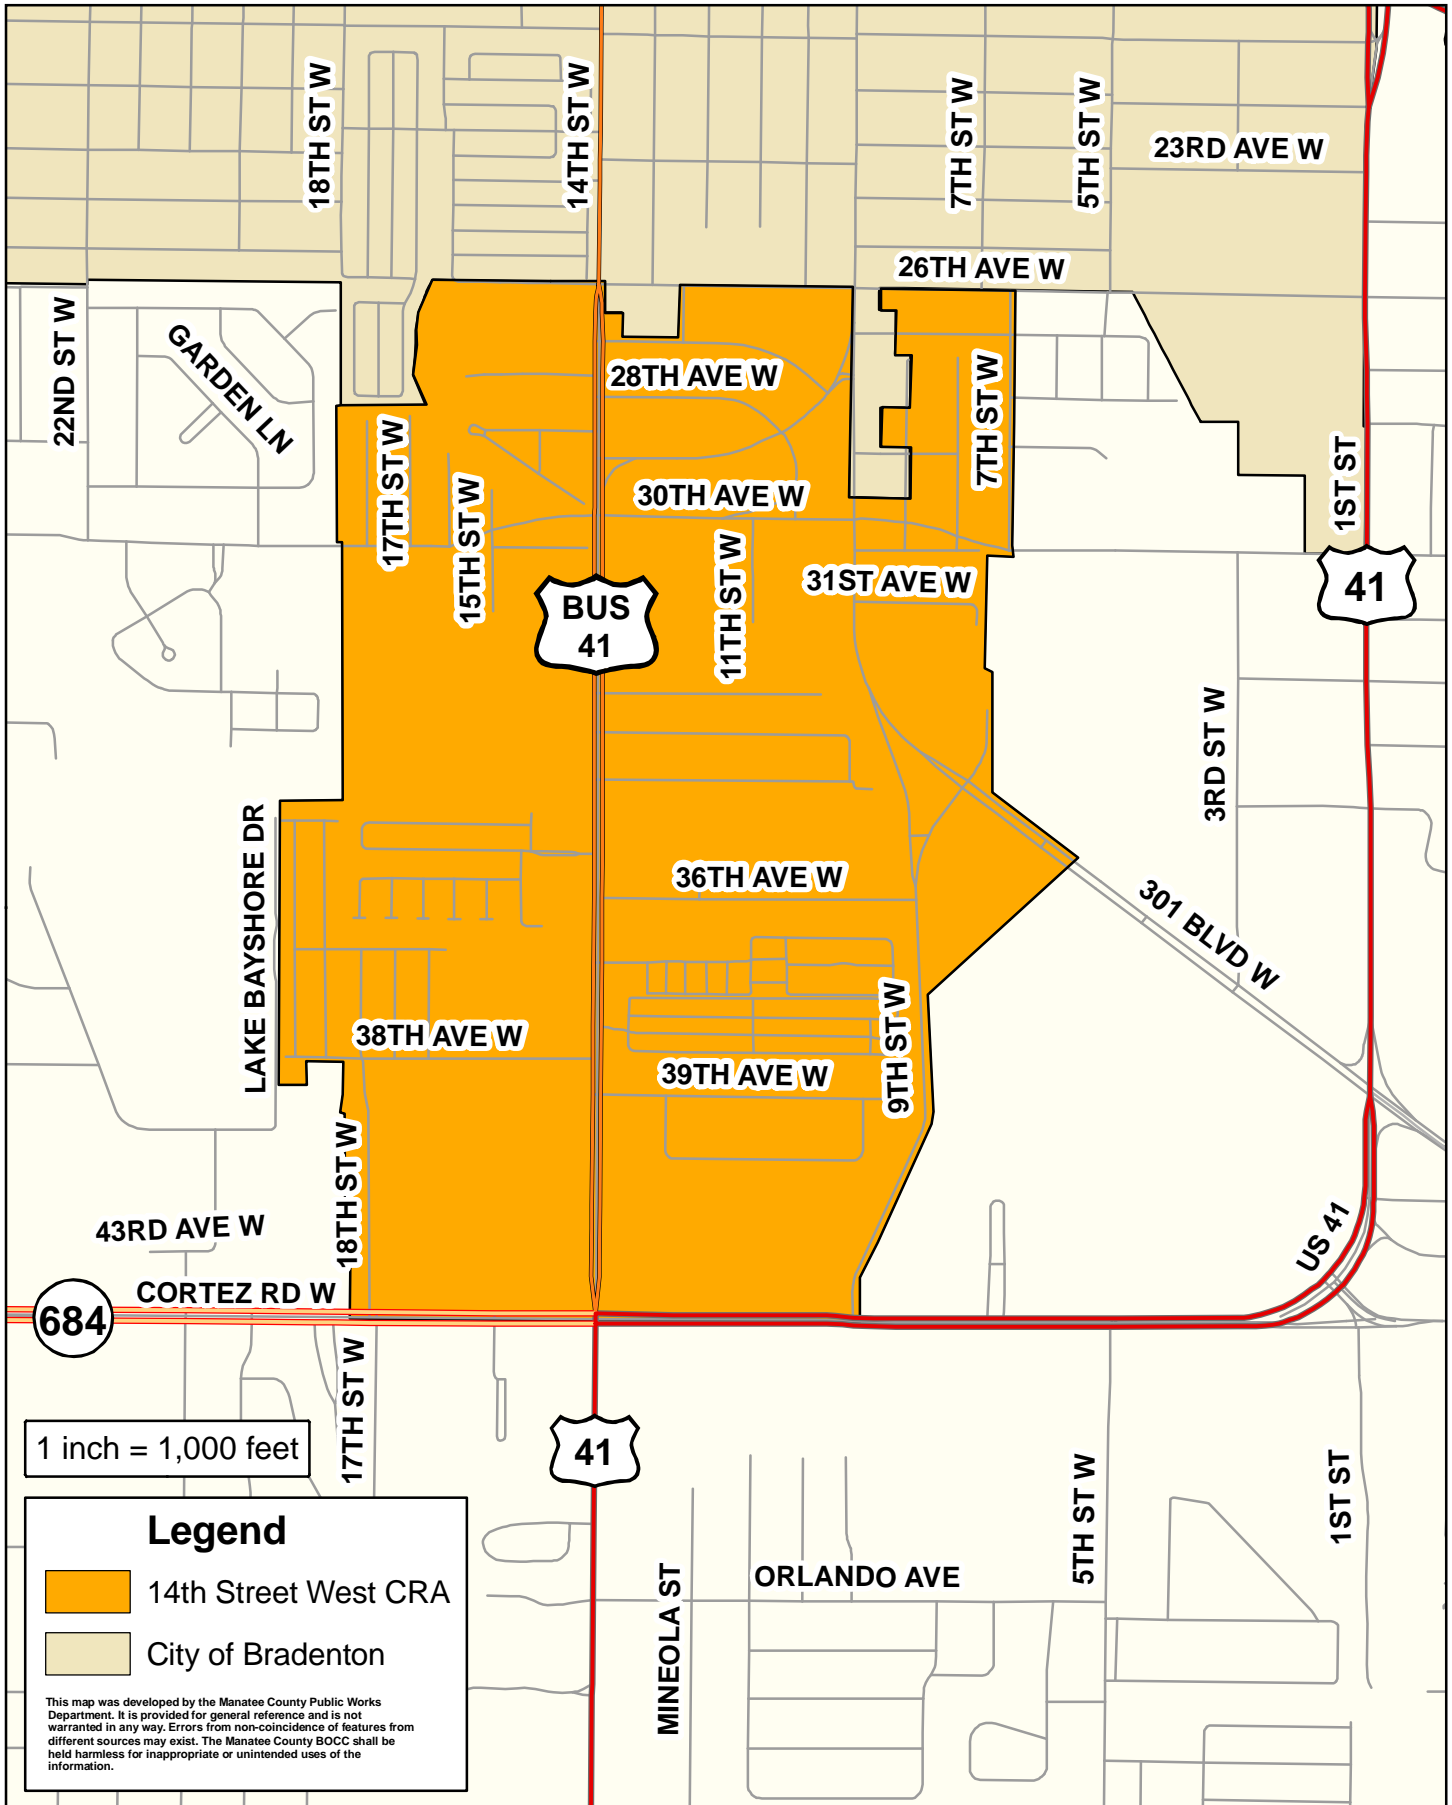 18TH ST W
14TH ST W
7TH ST W
5TH ST W
23RD AVE W
26TH AVE W
22ND ST W
GARDEN LN
28TH AVE W
7TH ST W
17TH ST W
15TH ST W
30TH AVE W
1ST ST
11TH ST W
31ST AVE W
BUS
41
41
3RD ST W
LAKE BAYSHORE DR
36TH AVE W
301 BLVD W
38TH AVE W
9TH ST W
39TH AVE W
18TH ST W
43RD AVE W
US 41
CORTEZ RD W
684
17TH ST W
41
1 inch = 1,000 feet
5TH ST W
1ST ST
ORLANDO AVE
MINEOLA ST
Legend
14th Street West CRA
City of Bradenton
This map was developed by the Manatee County Public Works
Department. It is provided for general reference and is not
warranted in any way. Errors from non-coincidence of features from
different sources may exist. The Manatee County BOCC shall be
held harmless for inappropriate or unintended uses of the
information.